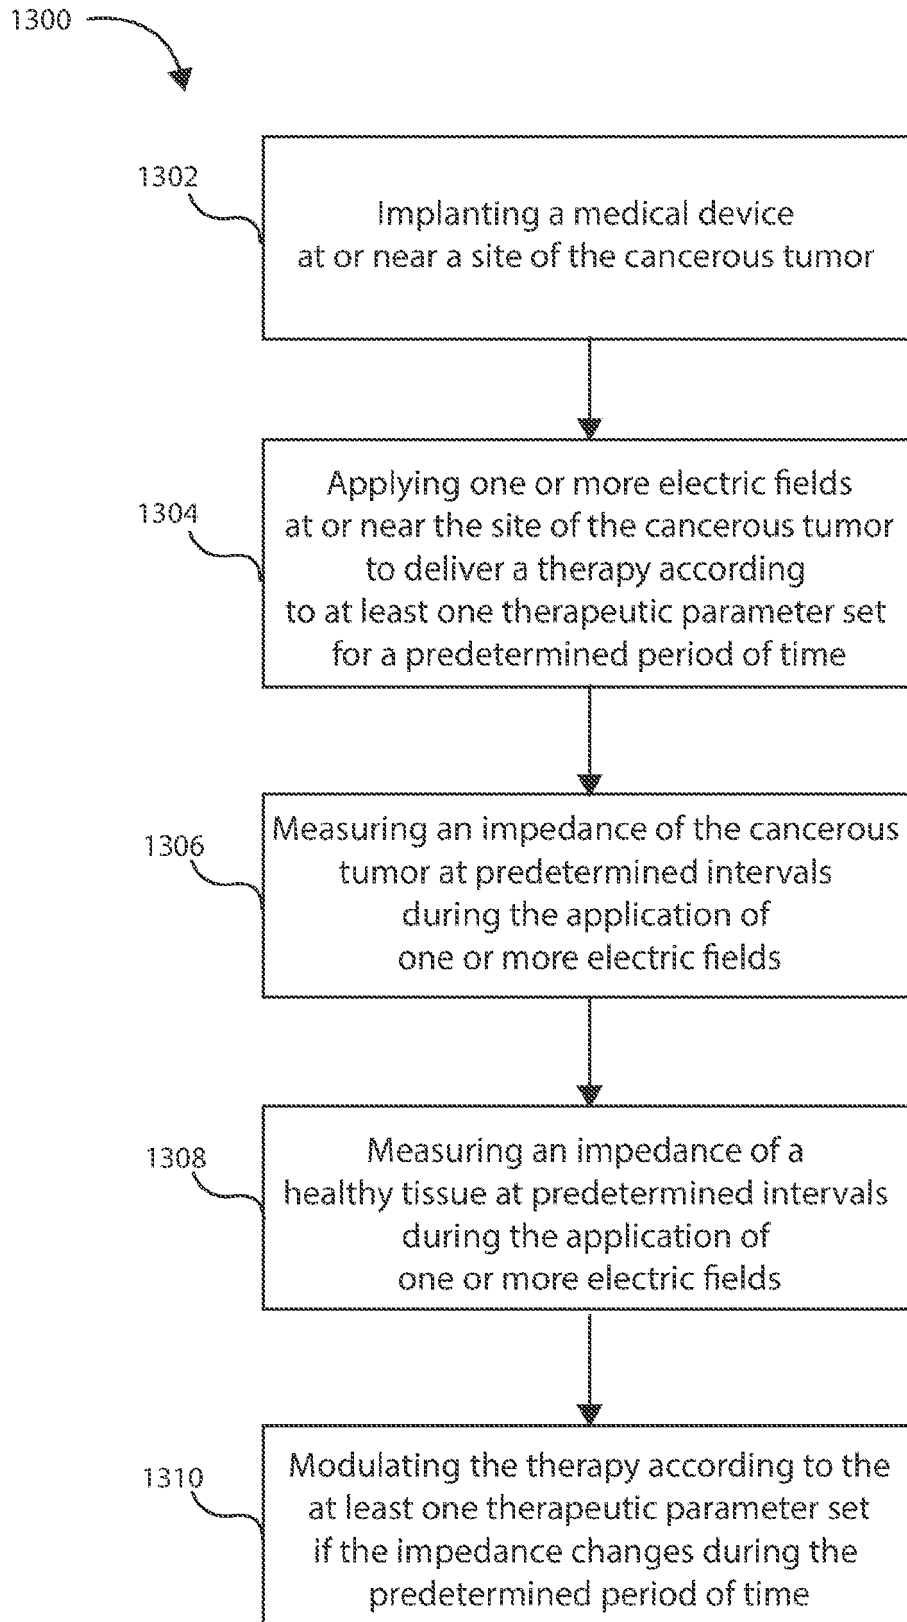 1300
1302
Implanting a medical device
at or near a site of the cancerous tumor
1304
Applying one or more electric fields
at or near the site of the cancerous tumor
to deliver a therapy according
to at least one therapeutic parameter set
for a predetermined period of time
1306
Measuring an impedance of the cancerous
tumor at predetermined intervals
during the application of
one or more electric fields
1308
Measuring an impedance of a
healthy tissue at predetermined intervals
during the application of
one or more electric fields
1310
Modulating the therapy according to the
at least one therapeutic parameter set
if the impedance changes during the
predetermined period of time